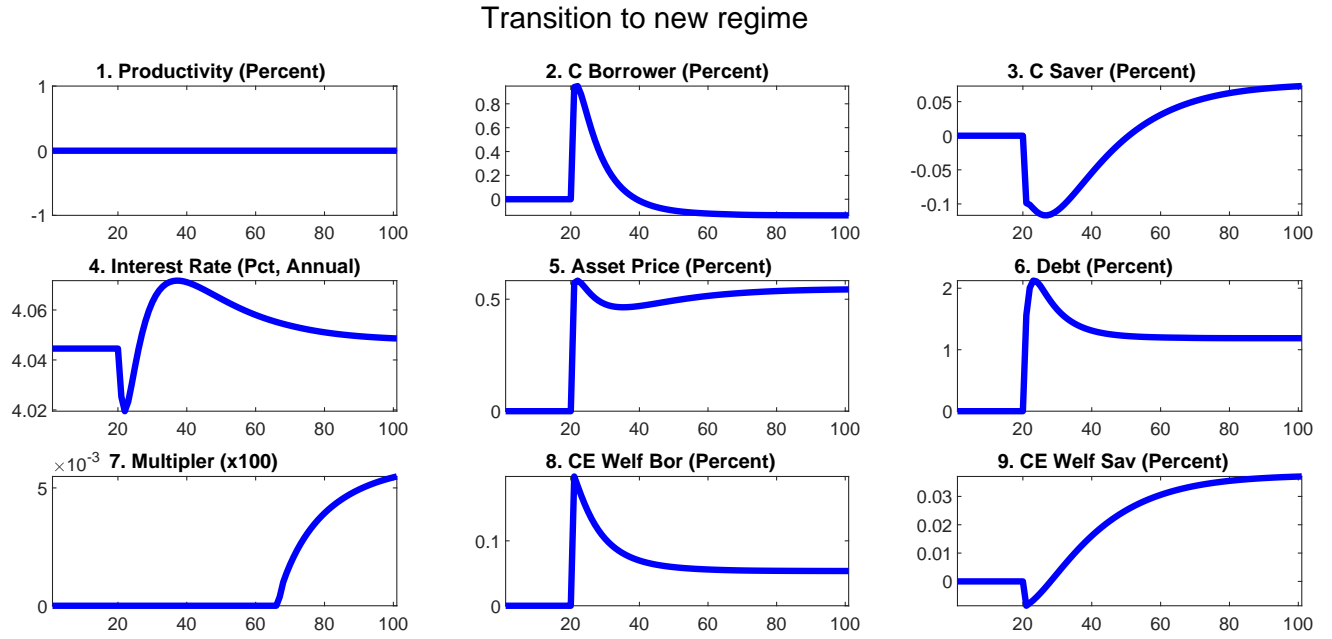 Transition to new regime
1. Productivity (Percent)
1
0
-1
20 40 60 80 100
2. C Borrower (Percent)
0.8
0.6
0.4
0.2
0
20 40 60 80 100
3. C Saver (Percent)
0.05
0
-0.05
-0.1
20 40 60 80 100
4. Interest Rate (Pct, Annual)
4.06
4.04
4.02
20 40 60 80 100
5. Asset Price (Percent)
0.5
0
20 40 60 80 100
6. Debt (Percent)
2
1
0
20 40 60 80 100
×10-3 7. Multipler (x100)
5
0
20 40 60 80 100
8. CE Welf Bor (Percent)
0.1
20 40 60 80 100
9. CE Welf Sav (Percent)
0.03
0.02
0.01
0
20 40 60 80 100